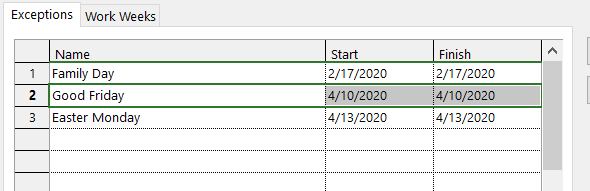 Exceptions Work Weeks
Name Start Finish
1 Family Day 2/17/2020 2/17/2020
2 Good Friday 4/10/2020 4/10/2020
3 Easter Monday 4/13/2020 4/13/2020